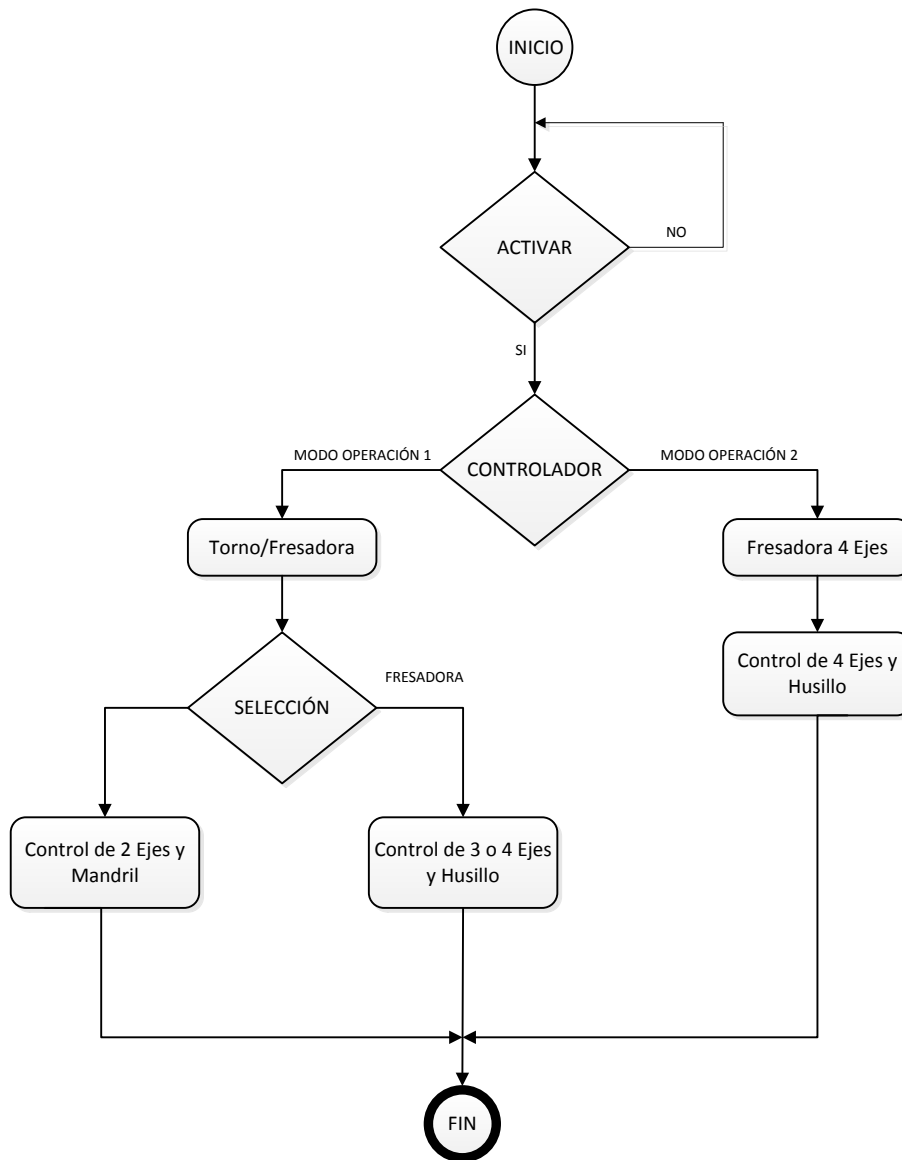 INICIO
ACTIVAR
NO
SI
MODO OPERACIÓN 1
CONTROLADOR
MODO OPERACIÓN 2
Torno/Fresadora
Fresadora 4 Ejes
Control de 4 Ejes y
Husillo
FRESADORA
SELECCIÓN
Control de 2 Ejes y
Mandril
Control de 3 o 4 Ejes
y Husillo
FIN